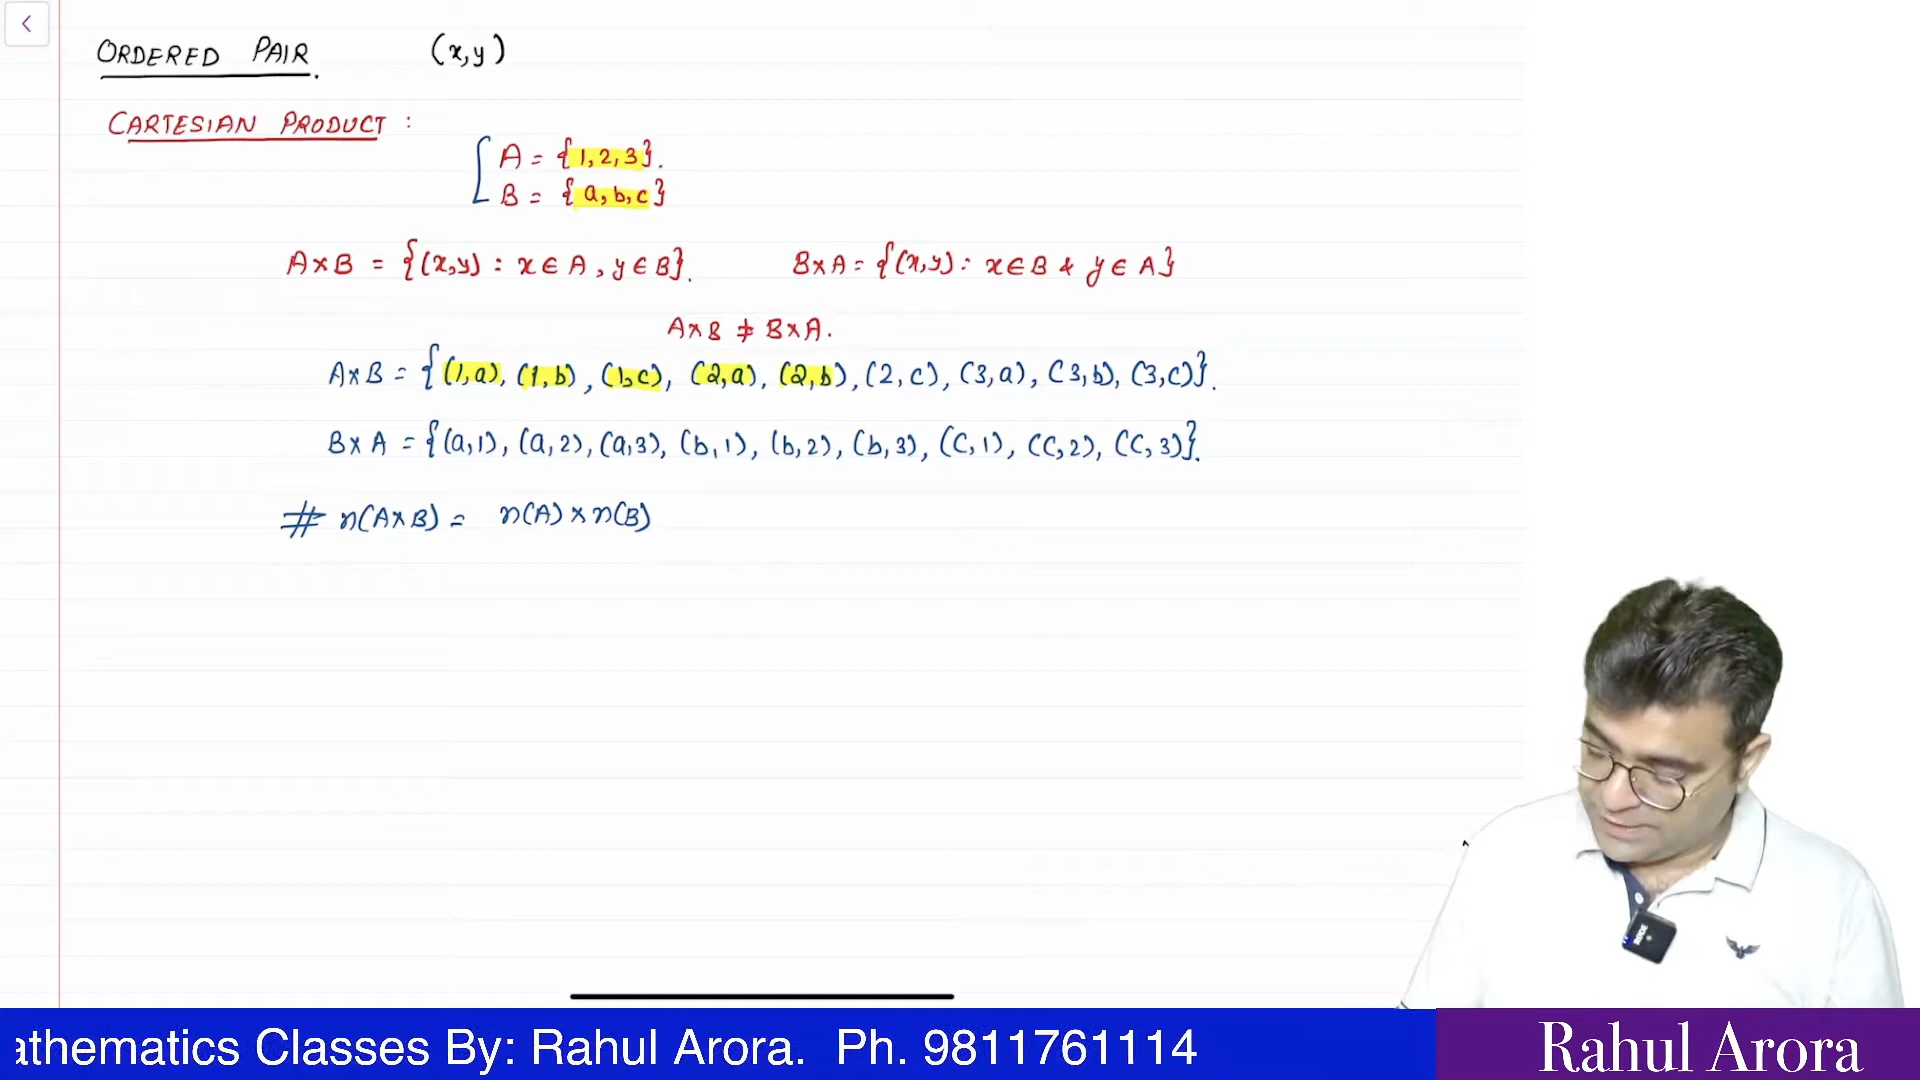 ORDERED PAIR. (x,y)
CARTESIAN PRODUCT :
A = {1,2,3}.
B = {a,b,c}
A×B = {(x,y) : x ∈ A, y ∈ B}. B×A = {(x,y) : x∈B & y ∈ A}
A×B ≠ B×A.
A×B = {(1,a), (1,b), (1,c), (2,a), (2,b), (2,c), (3,a), (3,b), (3,c)}.
B×A = {(a,1), (a,2), (a,3), (b,1), (b,2), (b,3), (C,1), (C,2), (C,3)}.
# n(A×B) = n(A)×n(B)
athematics Classes By: Rahul Arora. Ph. 9811761114
Rahul Arora